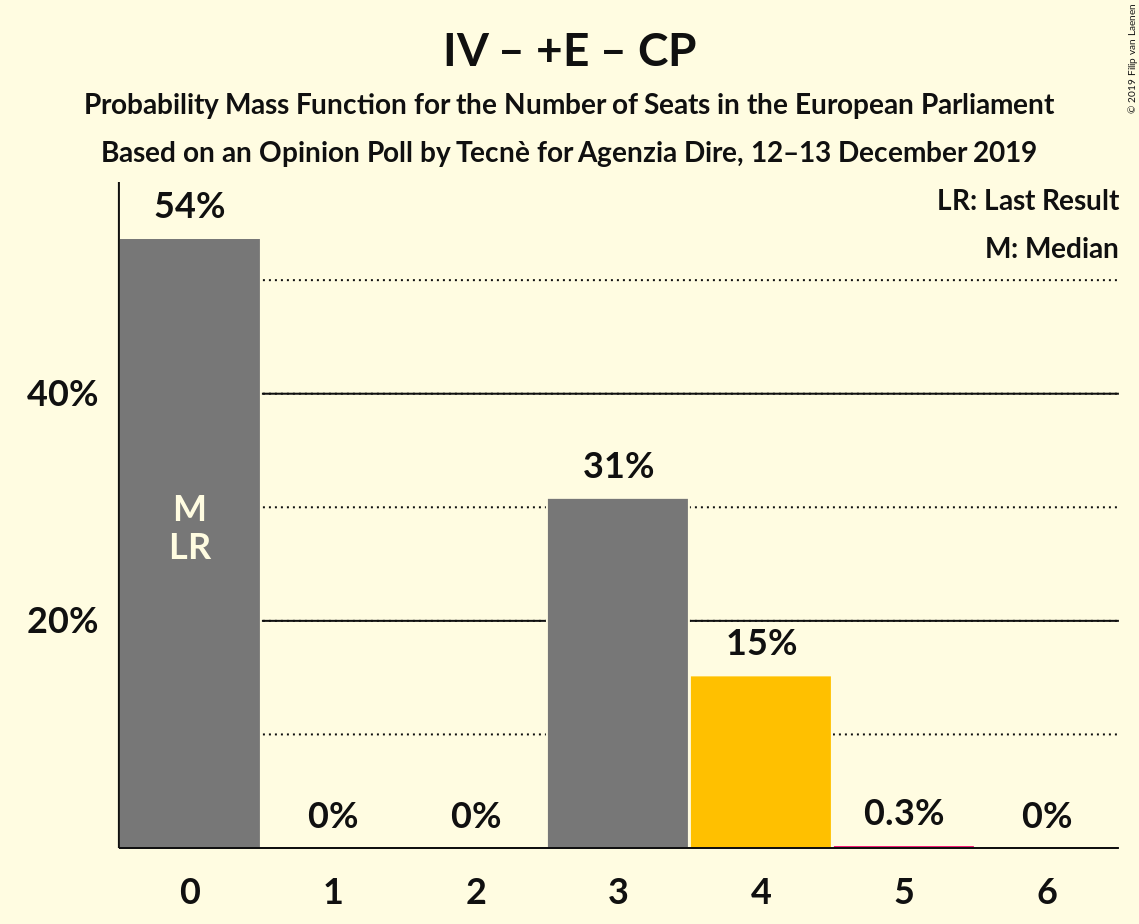 IV – +E – CP
Probability Mass Function for the Number of Seats in the European Parliament
Based on an Opinion Poll by Tecnè for Agenzia Dire, 12–13 December 2019
© 2019 Filip van Laenen
LR: Last Result
M: Median
54%
40%
31%
M
LR
20%
15%
0%
0%
0.3%
0%
0
1
2
3
4
5
6